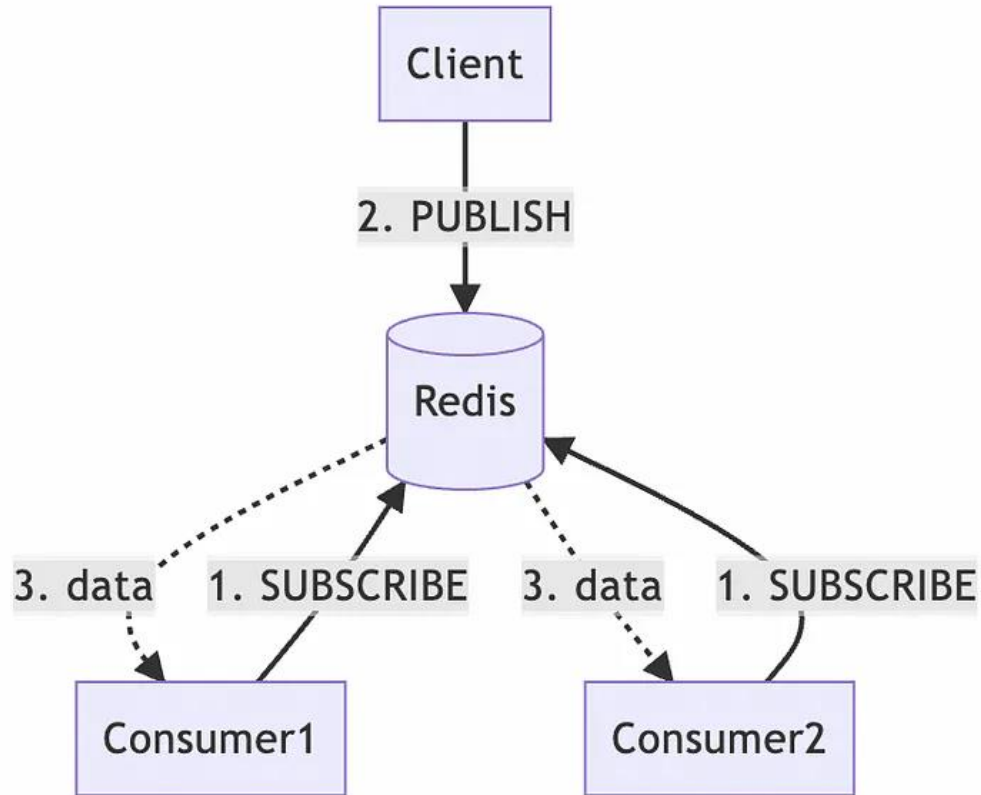 Client
2. PUBLISH
Redis
3. data
1. SUBSCRIBE
3. data
1. SUBSCRIBE
Consumer1
Consumer2